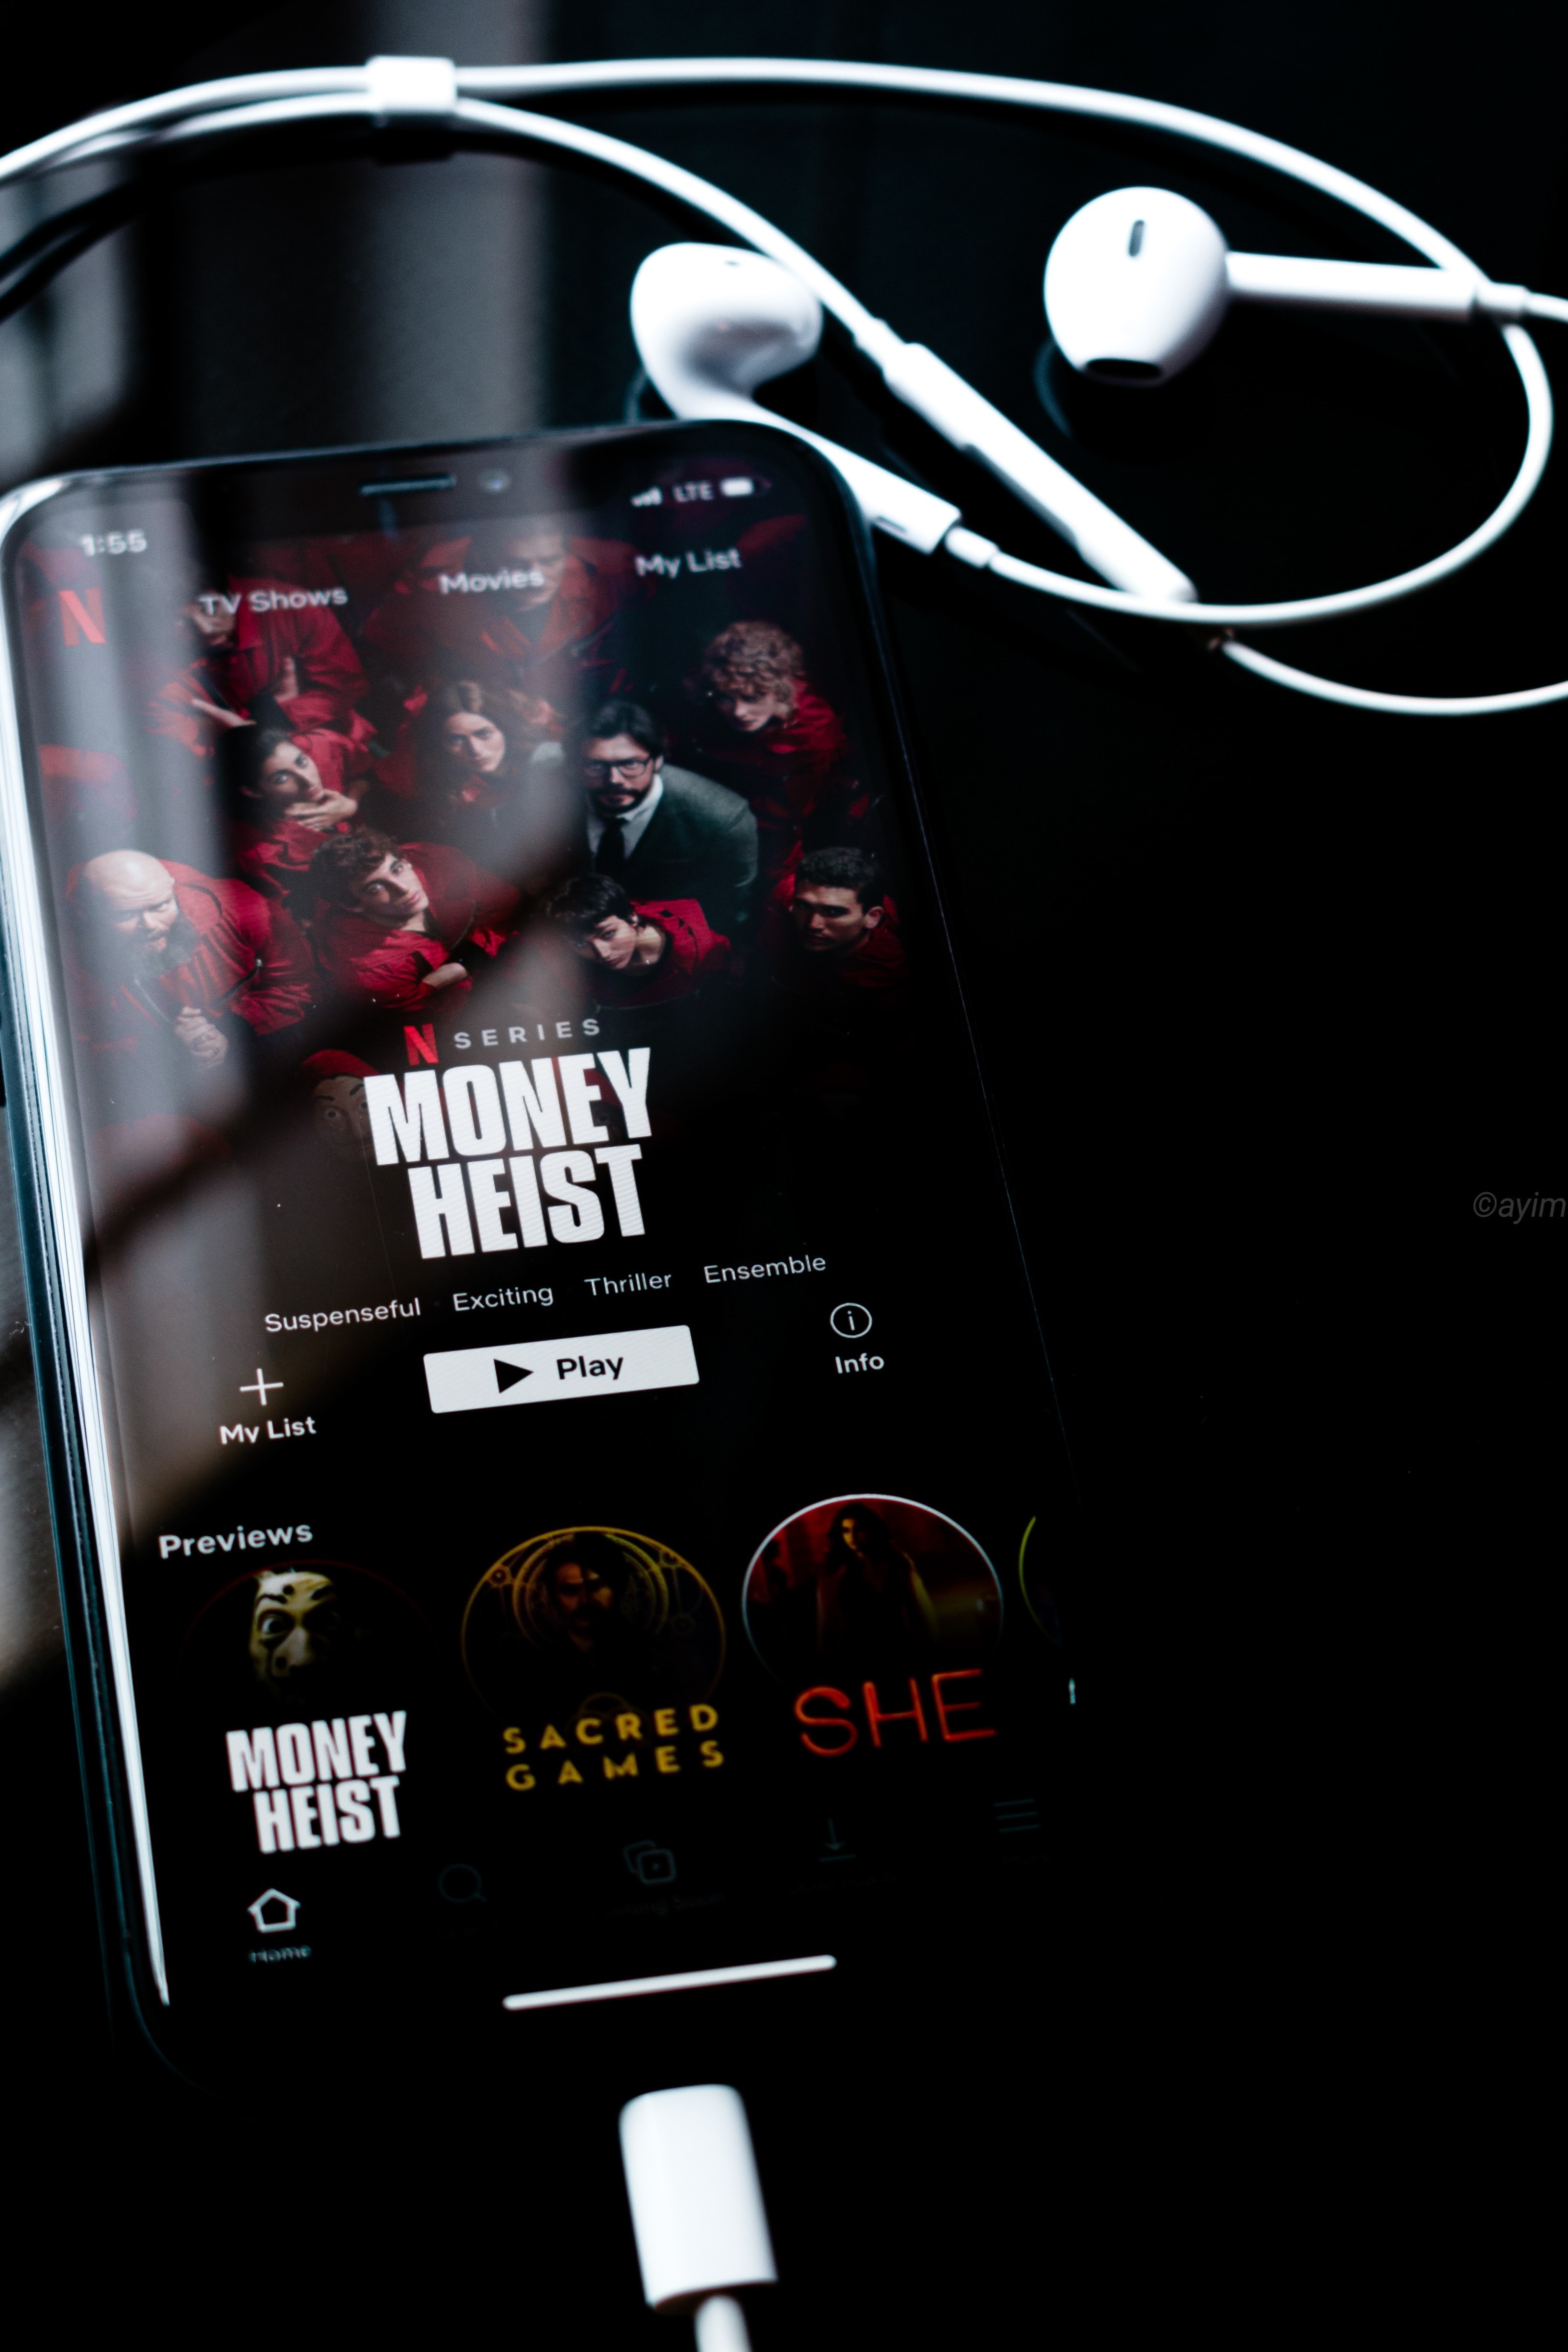 1:55 LTE
N TV Shows Movies My List
N SERIES
MONEY
HEIST
Suspenseful Exciting Thriller Ensemble
My List
Play
Info
Previews
MONEY
HEIST
SACRED
GAMES
SHE
Home
©ayim